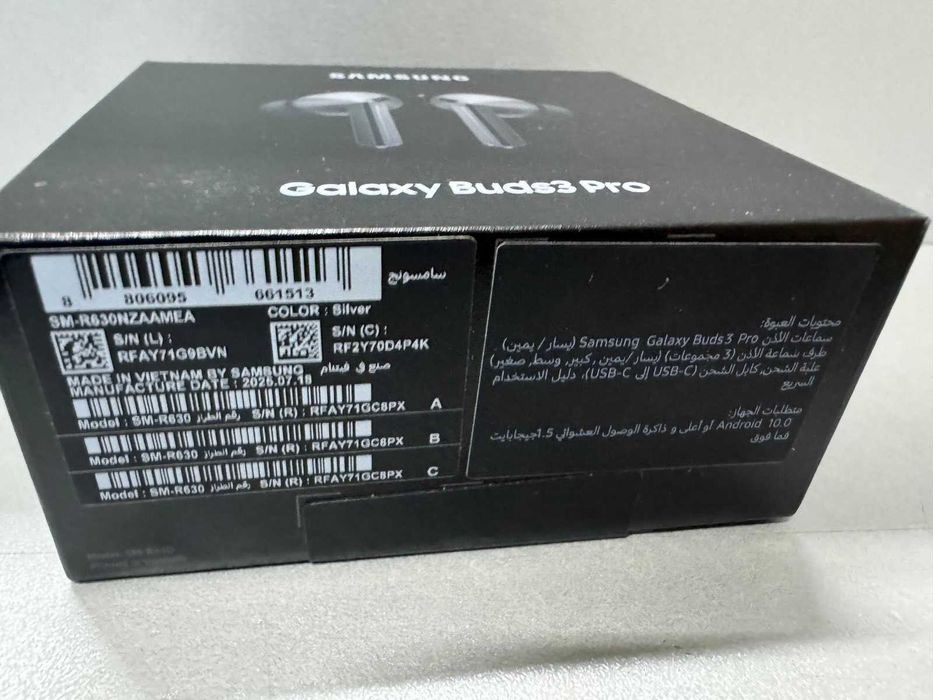 SAMSUNG
Galaxy Buds3 Pro
8 806095 661513
سامسونج
SM-R630NZAAMEA
COLOR : Silver
S/N (L) :
RFAY71G9BVN
S/N (C) :
RF2Y70D4P4K
MADE IN VIETNAM BY SAMSUNG صنع في فيتنام
MANUFACTURE DATE : 2025.07.18
Model : SM-R630 رقم الطراز S/N (R) : RFAY71GC8PX A
Model : SM-R630 رقم الطراز S/N (R) : RFAY71GC8PX B
Model : SM-R630 رقم الطراز S/N (R) : RFAY71GC8PX C
محتويات العبوة:
سماعات الأذن Samsung Galaxy Buds3 Pro (يسار / يمين)
طرف سماعة الأذن (3 مجموعات) (يسار /يمين, كبير, وسط, صغير)
علبة الشحن, كابل الشحن (USB-C إلى USB-C), دليل الاستخدام
السريع
متطلبات الجهاز:
Android 10.0 أو أعلى و ذاكرة الوصول العشوائي 1.5جيجابايت
فما فوق